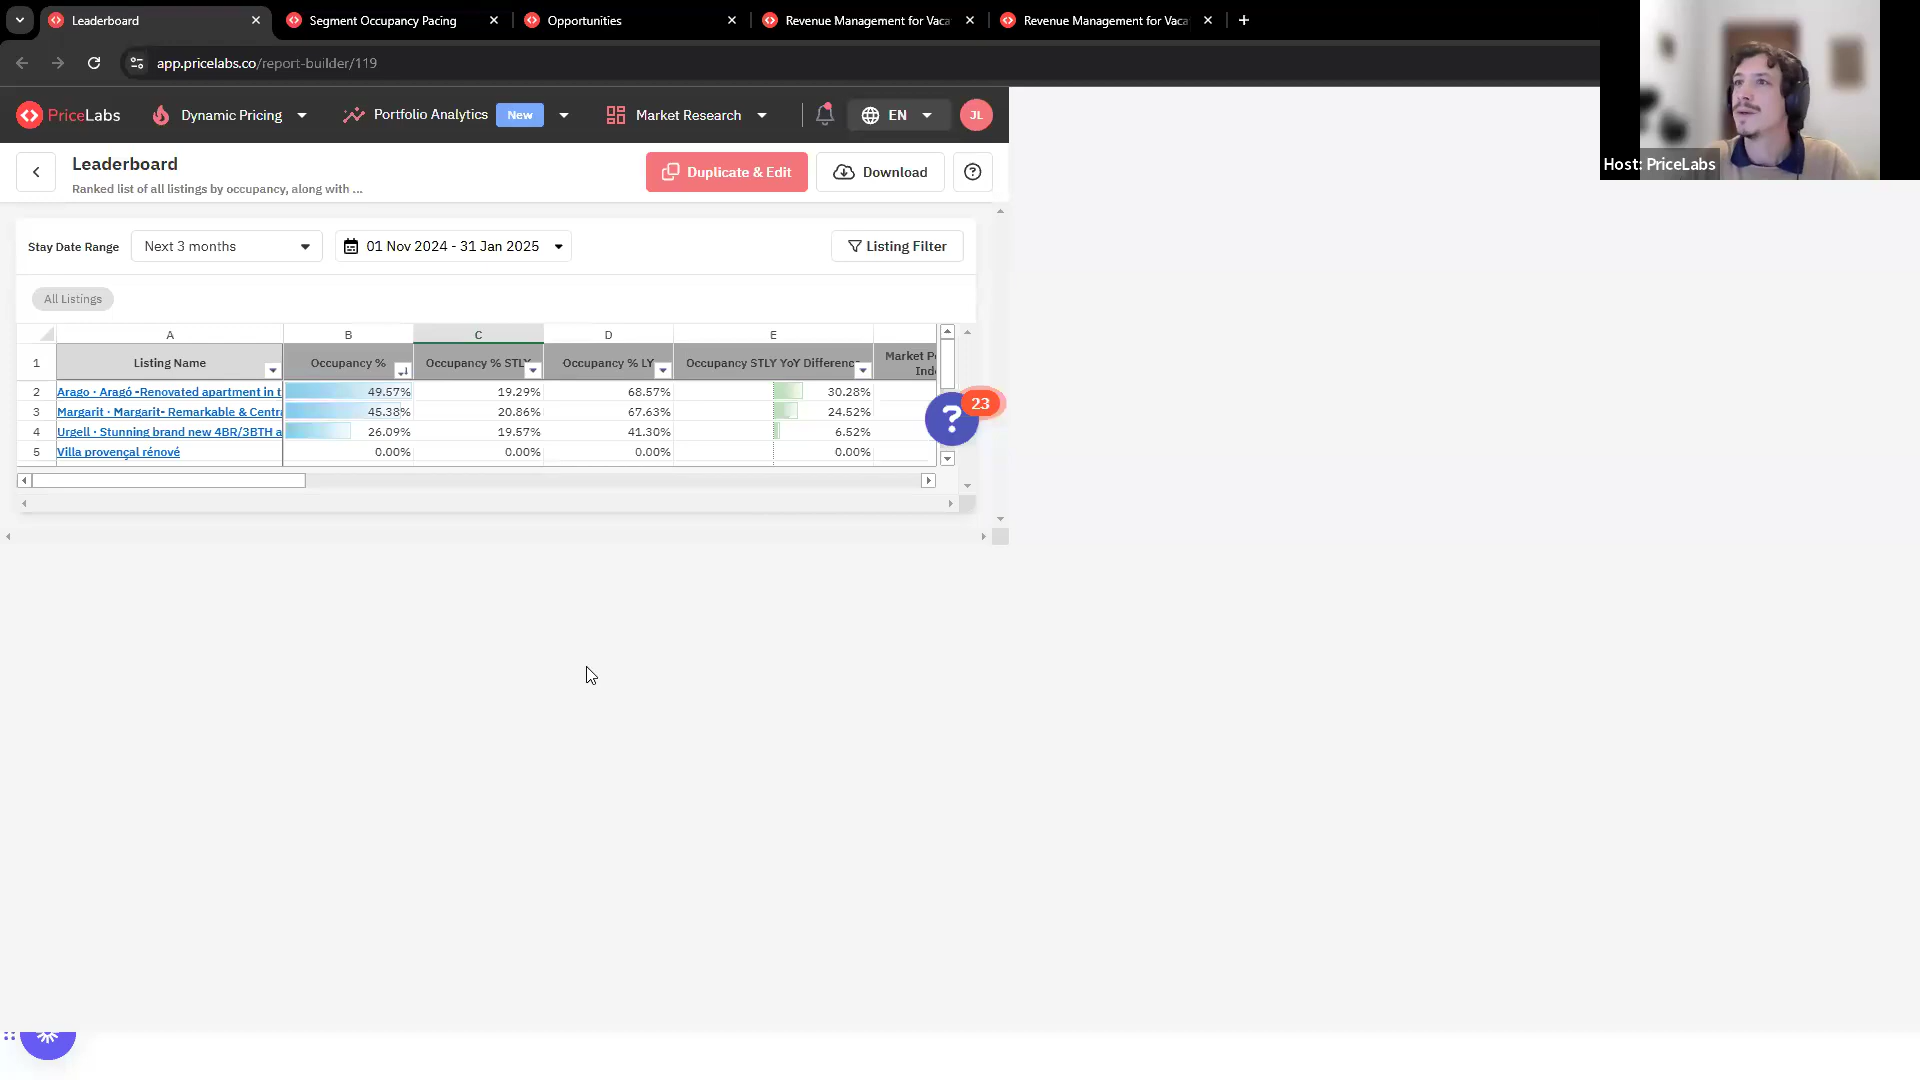 Leaderboard
Segment Occupancy Pacing
Opportunities
Revenue Management for Vaca
Revenue Management for Vaca
app.pricelabs.co/report-builder/119
PriceLabs
Dynamic Pricing
Portfolio Analytics
New
Market Research
EN
JL
Host: PriceLabs
Leaderboard
Ranked list of all listings by occupancy, along with ...
Duplicate & Edit
Download
Stay Date Range
Next 3 months
01 Nov 2024 - 31 Jan 2025
Listing Filter
All Listings
A B C D E
1 Listing Name Occupancy % Occupancy % STLY Occupancy % LY Occupancy STLY YoY Difference Market Pe
Inde
2 Arago · Aragó -Renovated apartment in t 49.57% 19.29% 68.57% 30.28%
3 Margarit · Margarit- Remarkable & Centra 45.38% 20.86% 67.63% 24.52%
4 Urgell · Stunning brand new 4BR/3BTH a 26.09% 19.57% 41.30% 6.52%
5 Villa provençal rénové 0.00% 0.00% 0.00% 0.00%
?
23